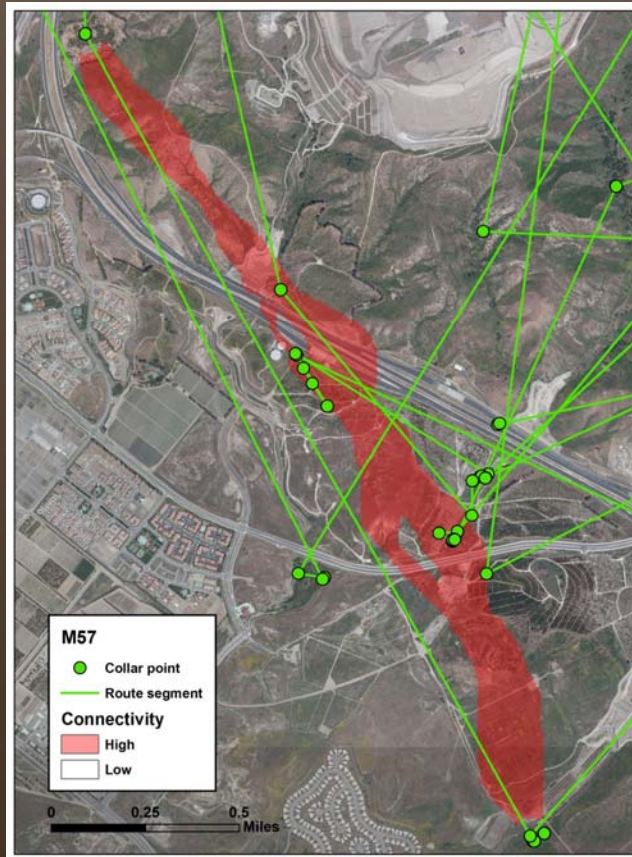 M57
Collar point
Route segment
Connectivity
High
Low
0 0.25 0.5
Miles